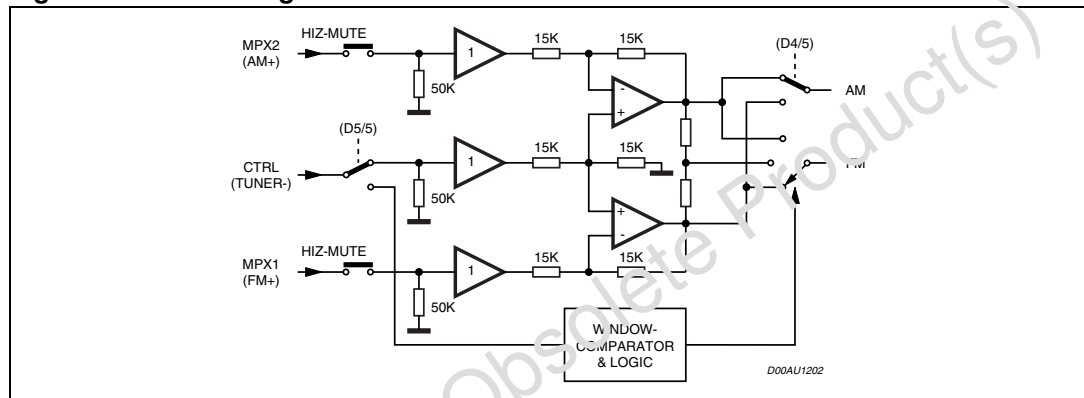 HIZ-MUTE
MPX2
(AM+)
15K
15K
(D4/5)
1
50K
AM
(D5/5)
CTRL
(TUNER-)
15K
15K
1
50K
-
+
+
-
HIZ-MUTE
MPX1
(FM+)
15K
15K
1
50K
WINDOW-
COMPARATOR
& LOGIC
D00AU1202
Obsolete Product(s)